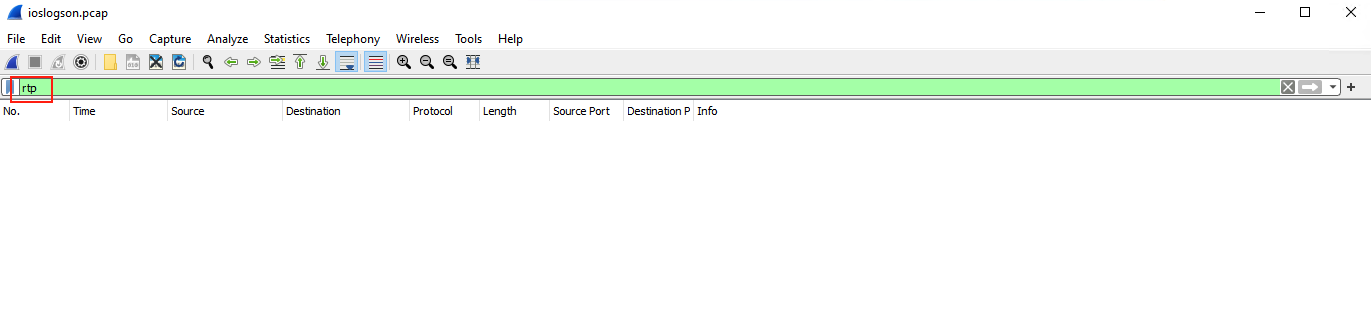 ioslogson.pcap
File Edit View Go Capture Analyze Statistics Telephony Wireless Tools Help
rtp
No. Time Source Destination Protocol Length Source Port Destination P Info